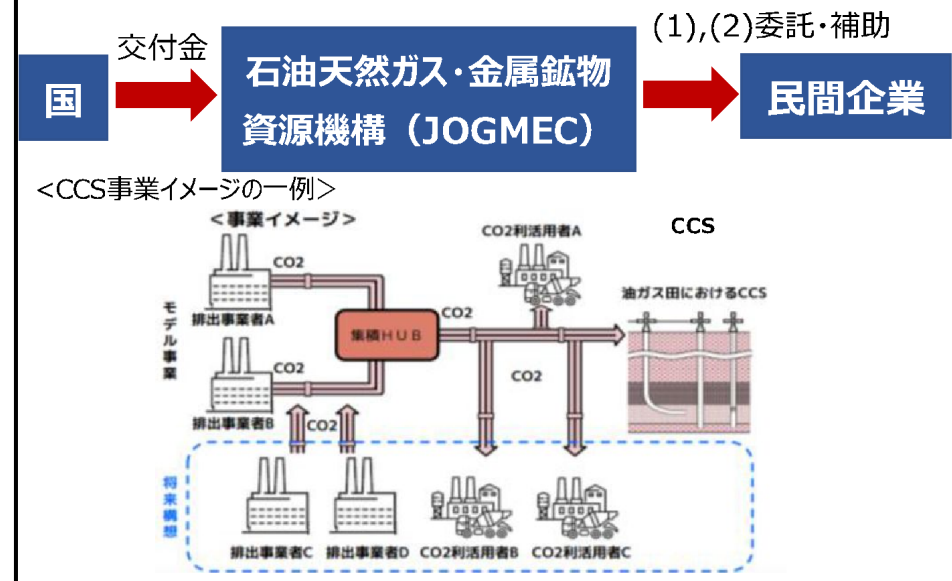 交付金
(1),(2)委託・補助
国
石油天然ガス・金属鉱物
資源機構（JOGMEC）
民間企業
<CCS事業イメージの一例>
<事業イメージ>
CO2利活用者A
CCS
CO2
排出事業者A
CO2
油ガス田におけるCCS
集積HUB
モデル事業
CO2
CO2
排出事業者B
CO2
将来構想
排出事業者C
排出事業者D
CO2利活用者B
CO2利活用者C